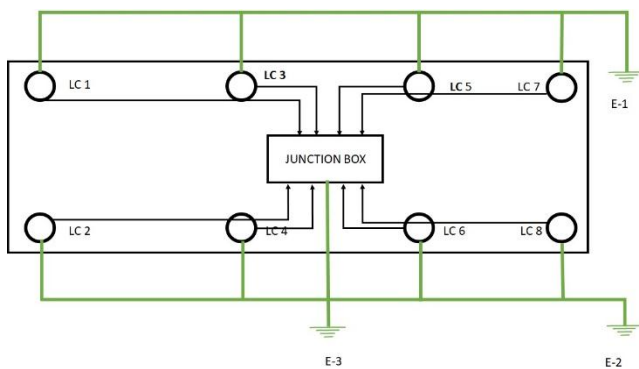 LC 1
LC 3
LC 5
LC 7
E-1
JUNCTION BOX
LC 2
LC 4
LC 6
LC 8
E-3
E-2